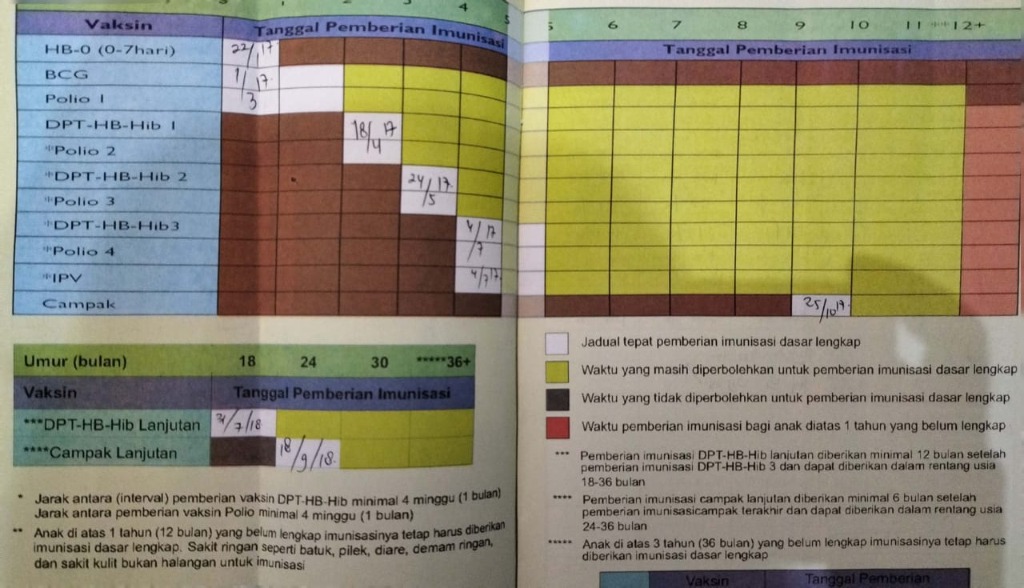 4 5
Vaksin Tanggal Pemberian Imunisasi
HB-0 (0-7hari) 22/1 17
BCG 1/3 17
Polio 1
DPT-HB-Hib 1 18/4 17
*Polio 2
*DPT-HB-Hib 2 24/5 17
*Polio 3
*DPT-HB-Hib3 4/7 17
*Polio 4
*IPV 4/7 17
Campak
5 6 7 8 9 10 11 ** 12+
Tanggal Pemberian Imunisasi
25/10 17
Umur (bulan) 18 24 30 *****36+
Vaksin Tanggal Pemberian Imunisasi
***DPT-HB-Hib Lanjutan 24/7/18
****Campak Lanjutan 18/9/18
* Jarak antara (interval) pemberian vaksin DPT-HB-Hib minimal 4 minggu (1 bulan)
Jarak antara pemberian vaksin Polio minimal 4 minggu (1 bulan)
** Anak di atas 1 tahun (12 bulan) yang belum lengkap imunisasinya tetap harus diberikan
imunisasi dasar lengkap. Sakit ringan seperti batuk, pilek, diare, demam ringan,
dan sakit kulit bukan halangan untuk imunisasi
Jadual tepat pemberian imunisasi dasar lengkap
Waktu yang masih diperbolehkan untuk pemberian imunisasi dasar lengkap
Waktu yang tidak diperbolehkan untuk pemberian imunisasi dasar lengkap
Waktu pemberian imunisasi bagi anak diatas 1 tahun yang belum lengkap
*** Pemberian imunisasi DPT-HB-Hib lanjutan diberikan minimal 12 bulan setelah
pemberian imunisasi DPT-HB-Hib 3 dan dapat diberikan dalam rentang usia
18-36 bulan
**** Pemberian imunisasi campak lanjutan diberikan minimal 6 bulan setelah
pemberian imunisasicampak terakhir dan dapat diberikan dalam rentang usia
24-36 bulan
***** Anak di atas 3 tahun (36 bulan) yang belum lengkap imunisasinya tetap harus
diberikan imunisasi dasar lengkap
Vaksin Tanggal Pemberian